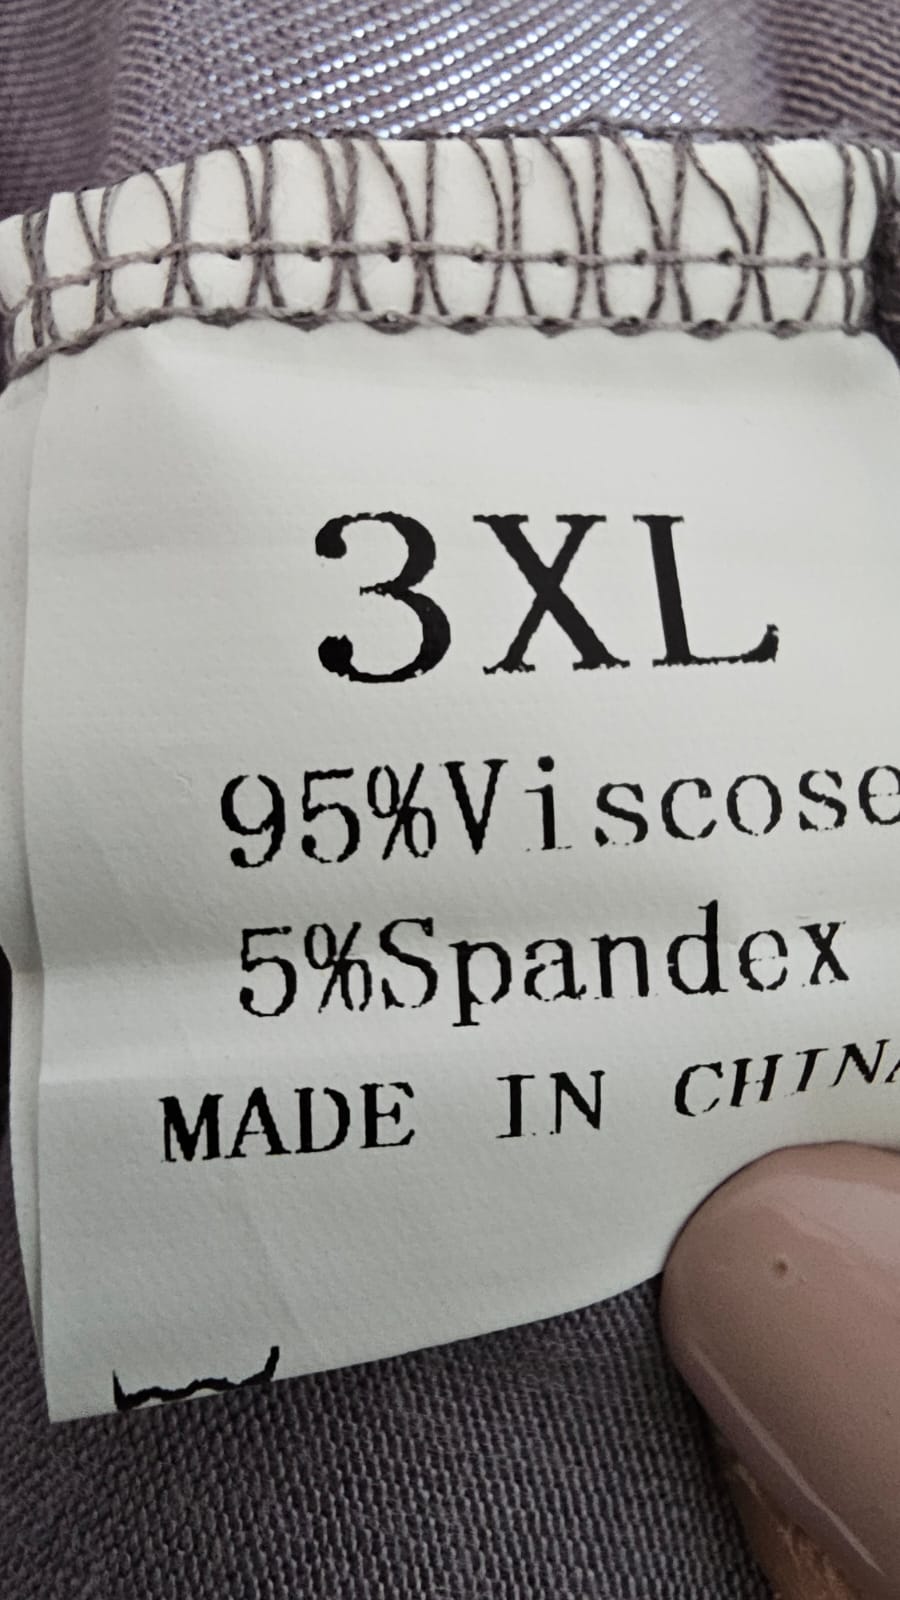 3XL
95%Viscose
5%Spandex
MADE IN CHINA